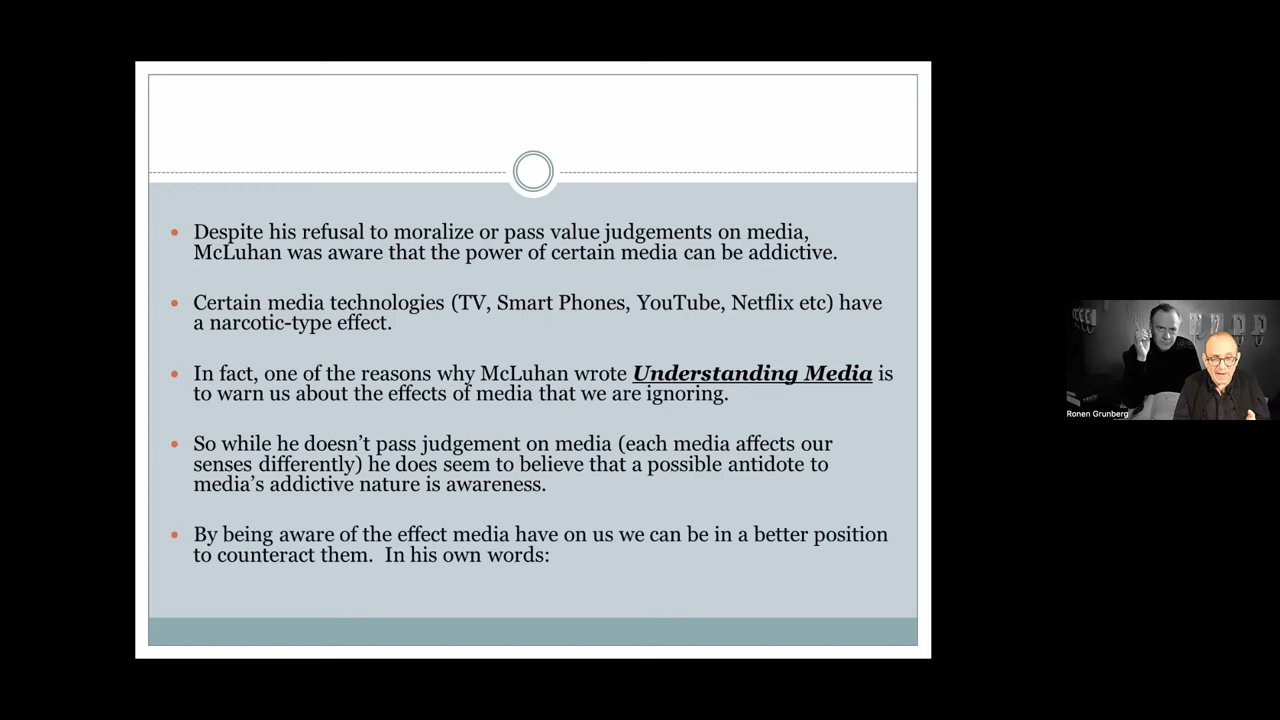 Despite his refusal to moralize or pass value judgements on media,
McLuhan was aware that the power of certain media can be addictive.
Certain media technologies (TV, Smart Phones, YouTube, Netflix etc) have
a narcotic-type effect.
In fact, one of the reasons why McLuhan wrote Understanding Media is
to warn us about the effects of media that we are ignoring.
So while he doesn't pass judgement on media (each media affects our
senses differently) he does seem to believe that a possible antidote to
media's addictive nature is awareness.
By being aware of the effect media have on us we can be in a better position
to counteract them.  In his own words:
Ronen Grunberg